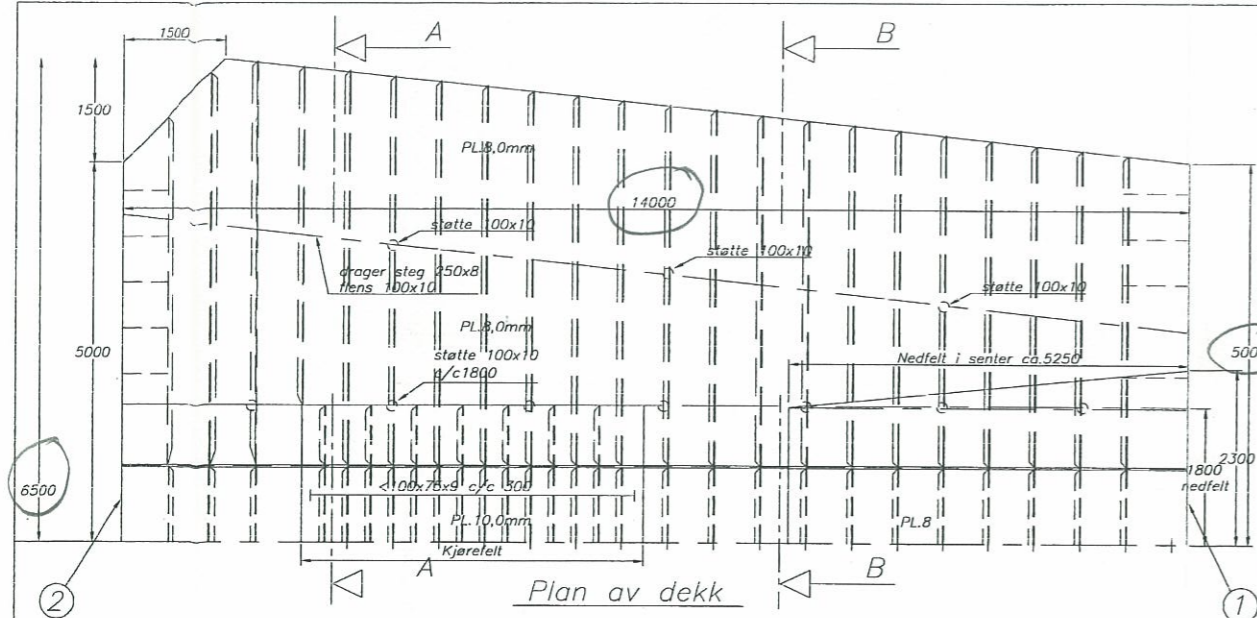 1500
A
B
1500
PL.8,0mm
14000
støtte 100x10
støtte 100x10
drager steg 250x8
flens 100x10
støtte 100x10
PL.8,0mm
støtte 100x10
c/c1800
Nedfelt i senter ca.5250
5000
500
6500
2300
1800
nedfelt
<100x75x9 c/c 300
PL.10,0mm
PL.8
Kjørefelt
A
B
Plan av dekk
2
1